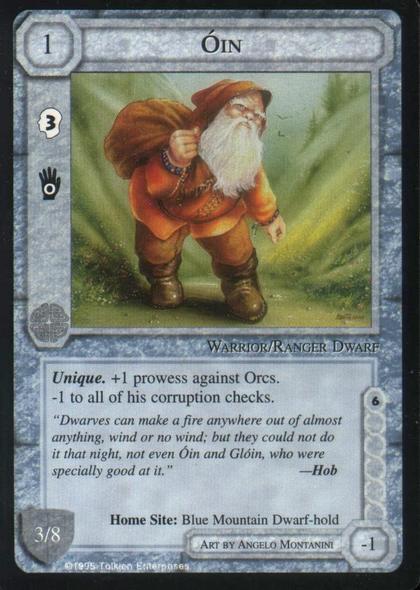 1
ÓIN
3
0
WARRIOR/RANGER DWARF
Unique. +1 prowess against Orcs.
-1 to all of his corruption checks.
6
“Dwarves can make a fire anywhere out of almost
anything, wind or no wind; but they could not do
it that night, not even Óin and Glóin, who were
specially good at it.” —Hob
Home Site: Blue Mountain Dwarf-hold
3/8
ART BY ANGELO MONTANINI
-1
©1995 Tolkien Enterprises